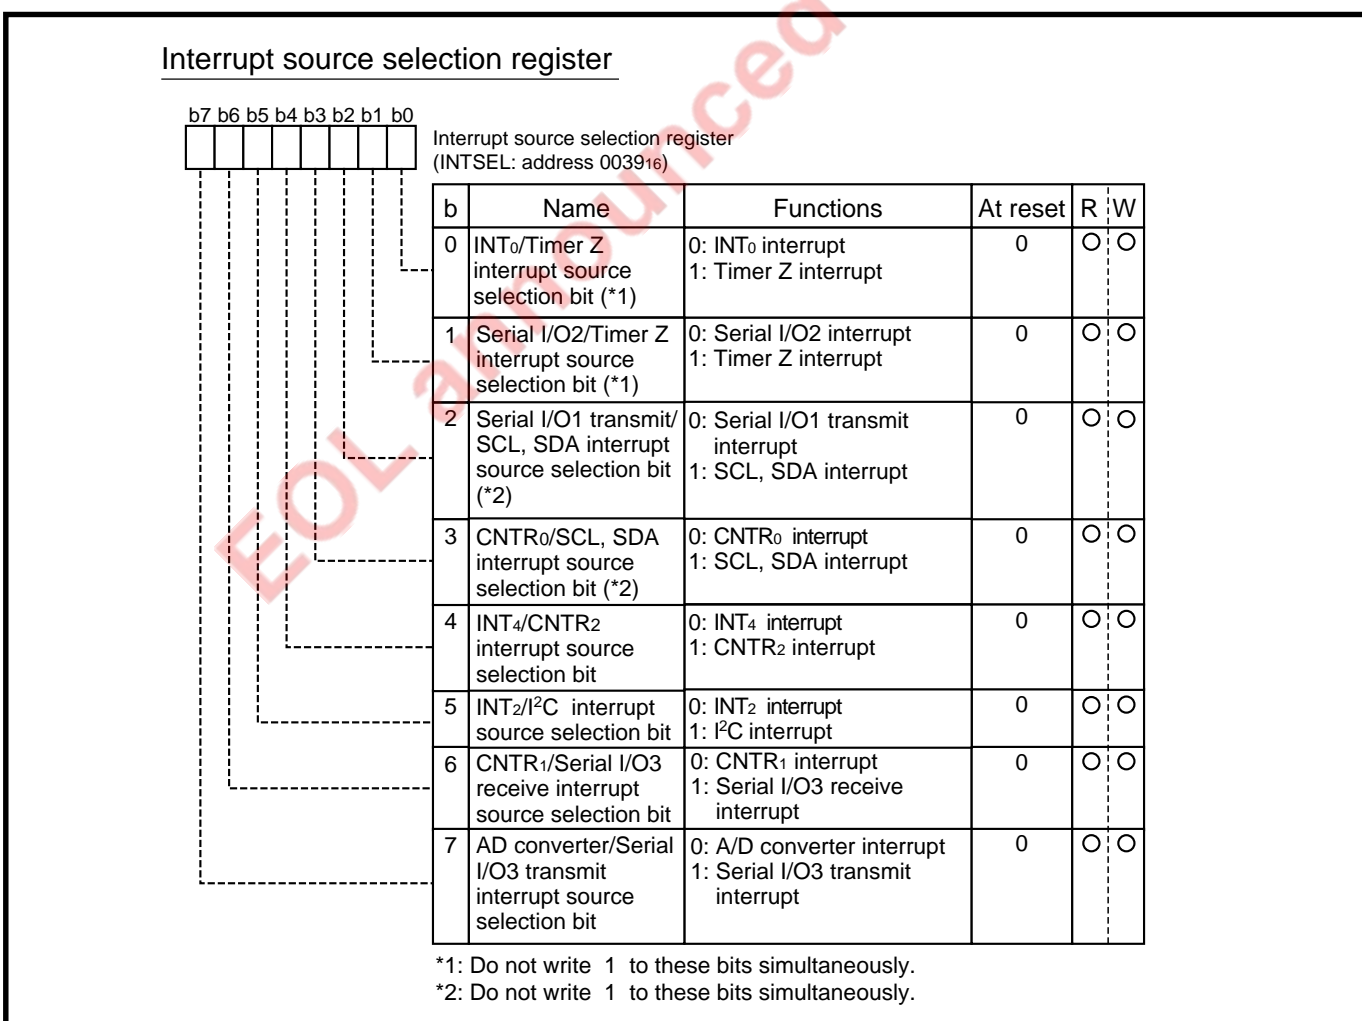 Interrupt source selection register
b7 b6 b5 b4 b3 b2 b1 b0
Interrupt source selection register
(INTSEL: address 003916)
b Name Functions At reset R W
0 INT0/Timer Z interrupt source selection bit (*1)
0: INT0 interrupt
1: Timer Z interrupt
0
1 Serial I/O2/Timer Z interrupt source selection bit (*1)
0: Serial I/O2 interrupt
1: Timer Z interrupt
0
2 Serial I/O1 transmit/ SCL, SDA interrupt source selection bit (*2)
0: Serial I/O1 transmit interrupt
1: SCL, SDA interrupt
0
3 CNTR0/SCL, SDA interrupt source selection bit (*2)
0: CNTR0 interrupt
1: SCL, SDA interrupt
0
4 INT4/CNTR2 interrupt source selection bit
0: INT4 interrupt
1: CNTR2 interrupt
0
5 INT2/I2C interrupt source selection bit
0: INT2 interrupt
1: I2C interrupt
0
6 CNTR1/Serial I/O3 receive interrupt source selection bit
0: CNTR1 interrupt
1: Serial I/O3 receive interrupt
0
7 AD converter/Serial I/O3 transmit interrupt source selection bit
0: A/D converter interrupt
1: Serial I/O3 transmit interrupt
0
*1: Do not write 1 to these bits simultaneously.
*2: Do not write 1 to these bits simultaneously.
EOL announced